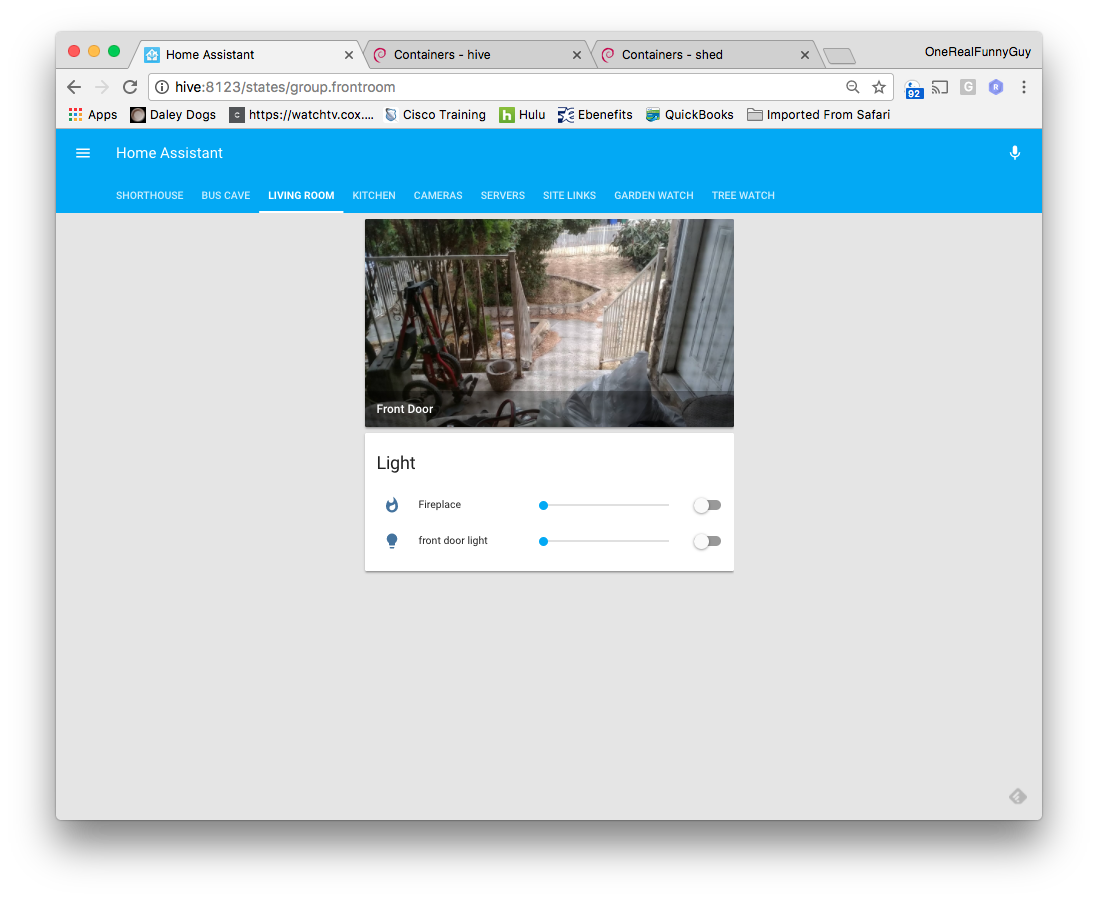 Home Assistant
Containers - hive
Containers - shed
OneRealFunnyGuy
hive:8123/states/group.frontroom
92
G
R
Apps
Daley Dogs
C
https://watchtv.cox....
Cisco Training
h
Hulu
Ebenefits
QuickBooks
Imported From Safari
Home Assistant
SHORTHOUSE
BUS CAVE
LIVING ROOM
KITCHEN
CAMERAS
SERVERS
SITE LINKS
GARDEN WATCH
TREE WATCH
Front Door
Light
Fireplace
front door light